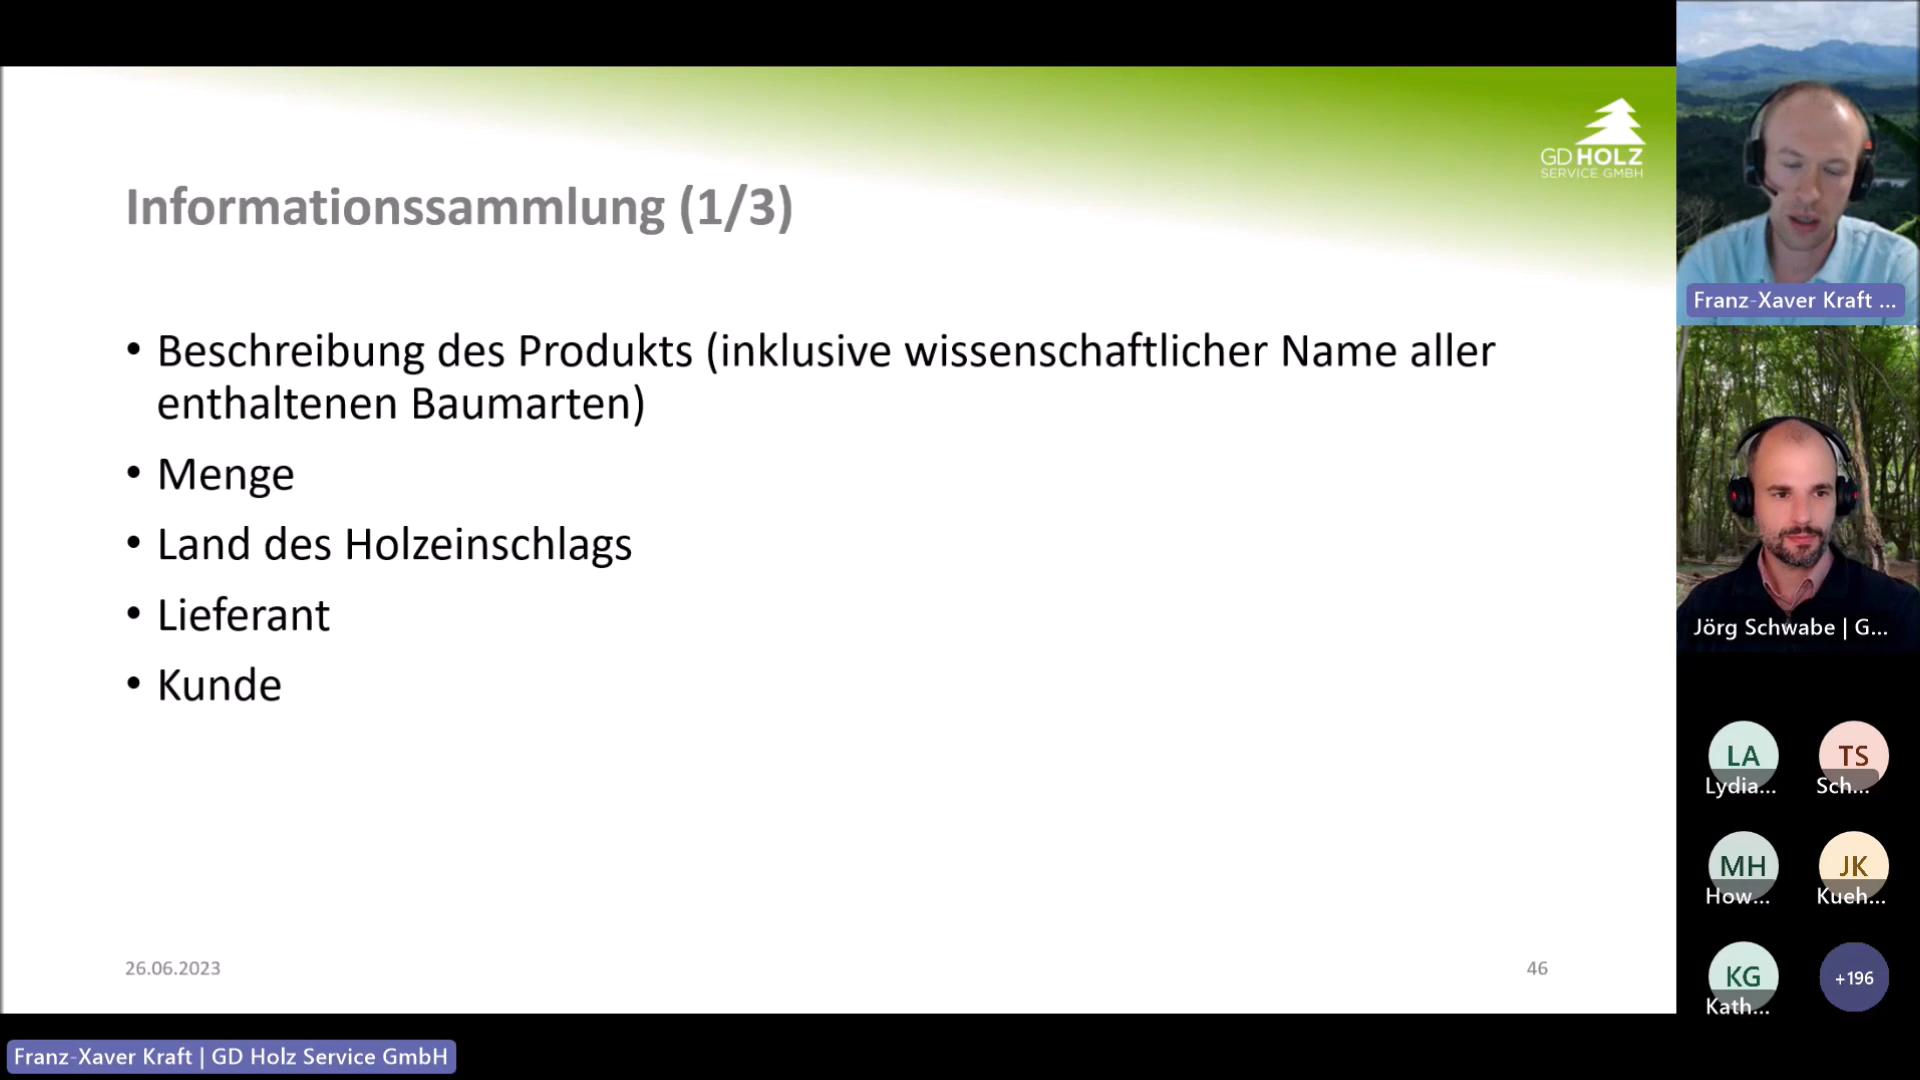 GD HOLZ
SERVICE GMBH
Informationssammlung (1/3)
• Beschreibung des Produkts (inklusive wissenschaftlicher Name aller
enthaltenen Baumarten)
• Menge
• Land des Holzeinschlags
• Lieferant
• Kunde
26.06.2023
46
Franz-Xaver Kraft ...
Jörg Schwabe | G...
LA
Lydia...
TS
Sch...
MH
How...
JK
Kueh...
KG
Kath...
+196
Franz-Xaver Kraft | GD Holz Service GmbH